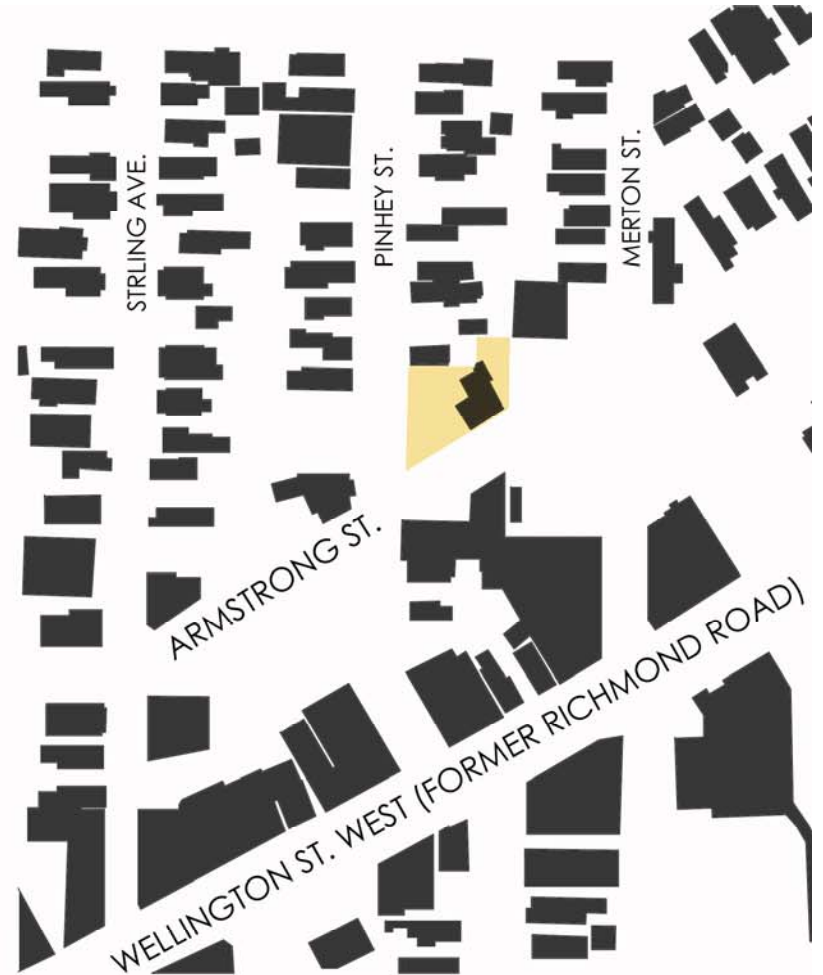 STRLING AVE.
PINHEY ST.
MERTON ST.
ARMSTRONG ST.
WELLINGTON ST. WEST (FORMER RICHMOND ROAD)